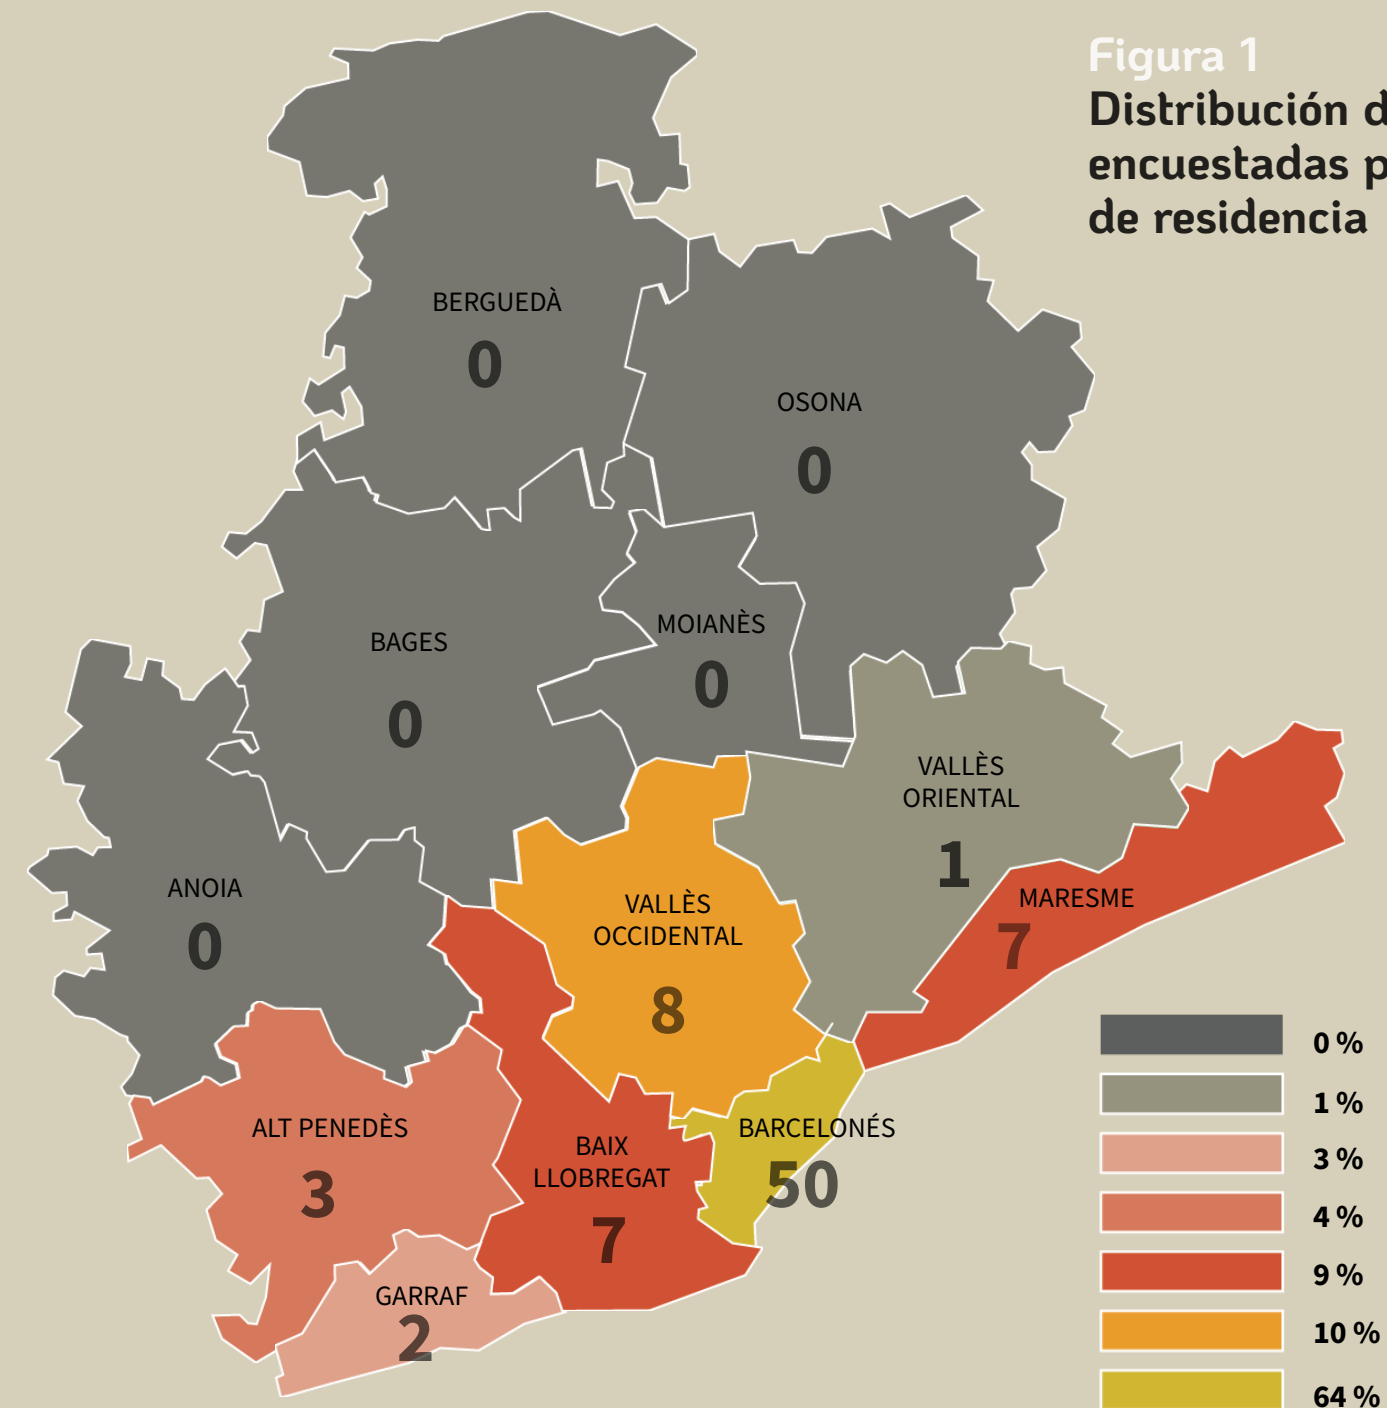 Figura 1
Distribución
encuestadas
de residencia
BERGUEDÀ
0
OSONA
0
BAGES
0
MOIANÈS
0
VALLÈS
ORIENTAL
1
MARESME
7
ANOIA
0
VALLÈS
OCCIDENTAL
8
ALT PENEDÈS
3
BAIX
LLOBREGAT
7
BARCELONÉS
50
GARRAF
2
0 %
1 %
3 %
4 %
9 %
10 %
64 %